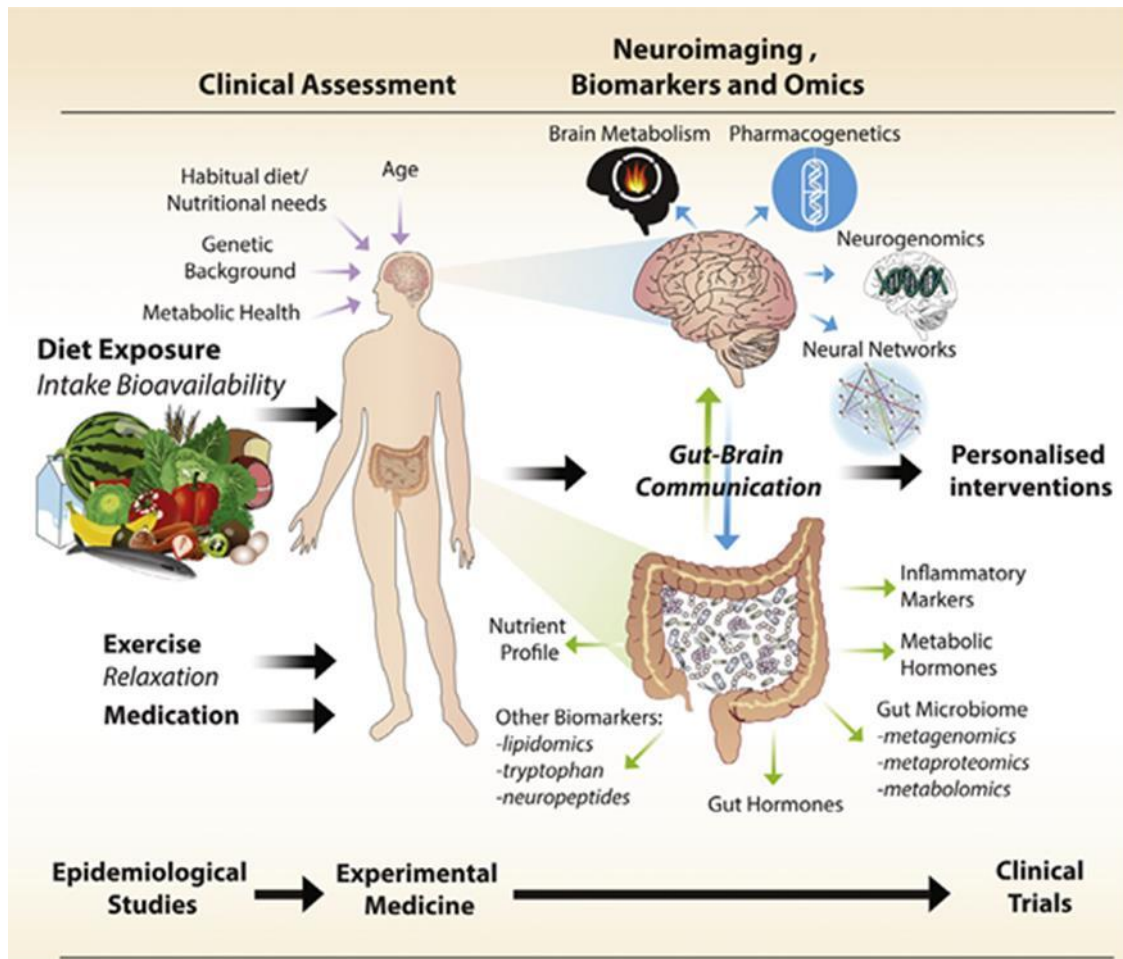 Clinical Assessment
Neuroimaging ,
Biomarkers and Omics
Brain Metabolism
Pharmacogenetics
Age
Habitual diet/
Nutritional needs
Genetic
Background
Metabolic Health
Neurogenomics
Neural Networks
Diet Exposure
Intake Bioavailability
Gut-Brain
Communication
Personalised
interventions
Exercise
Relaxation
Medication
Nutrient
Profile
Inflammatory
Markers
Metabolic
Hormones
Other Biomarkers:
-lipidomics
-tryptophan
-neuropeptides
Gut Hormones
Gut Microbiome
-metagenomics
-metaproteomics
-metabolomics
Epidemiological
Studies
Experimental
Medicine
Clinical
Trials